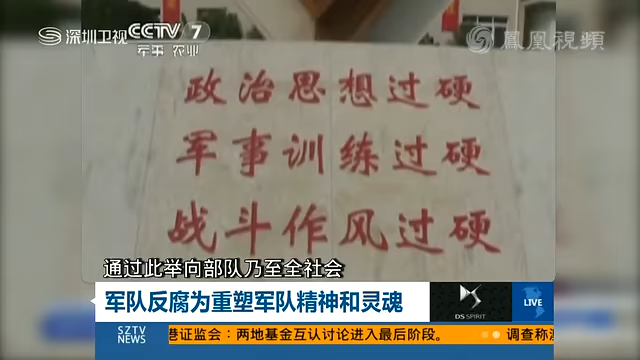 深圳卫视
CCTV 7
军事·农业
鳳凰视频
政治思想过硬
军事训练过硬
战斗作风过硬
通过此举向部队乃至全社会
军队反腐为重塑军队精神和灵魂
DS SPIRIT
LIVE
SZTV
NEWS
港证监会：两地基金互认讨论进入最后阶段。
调查称